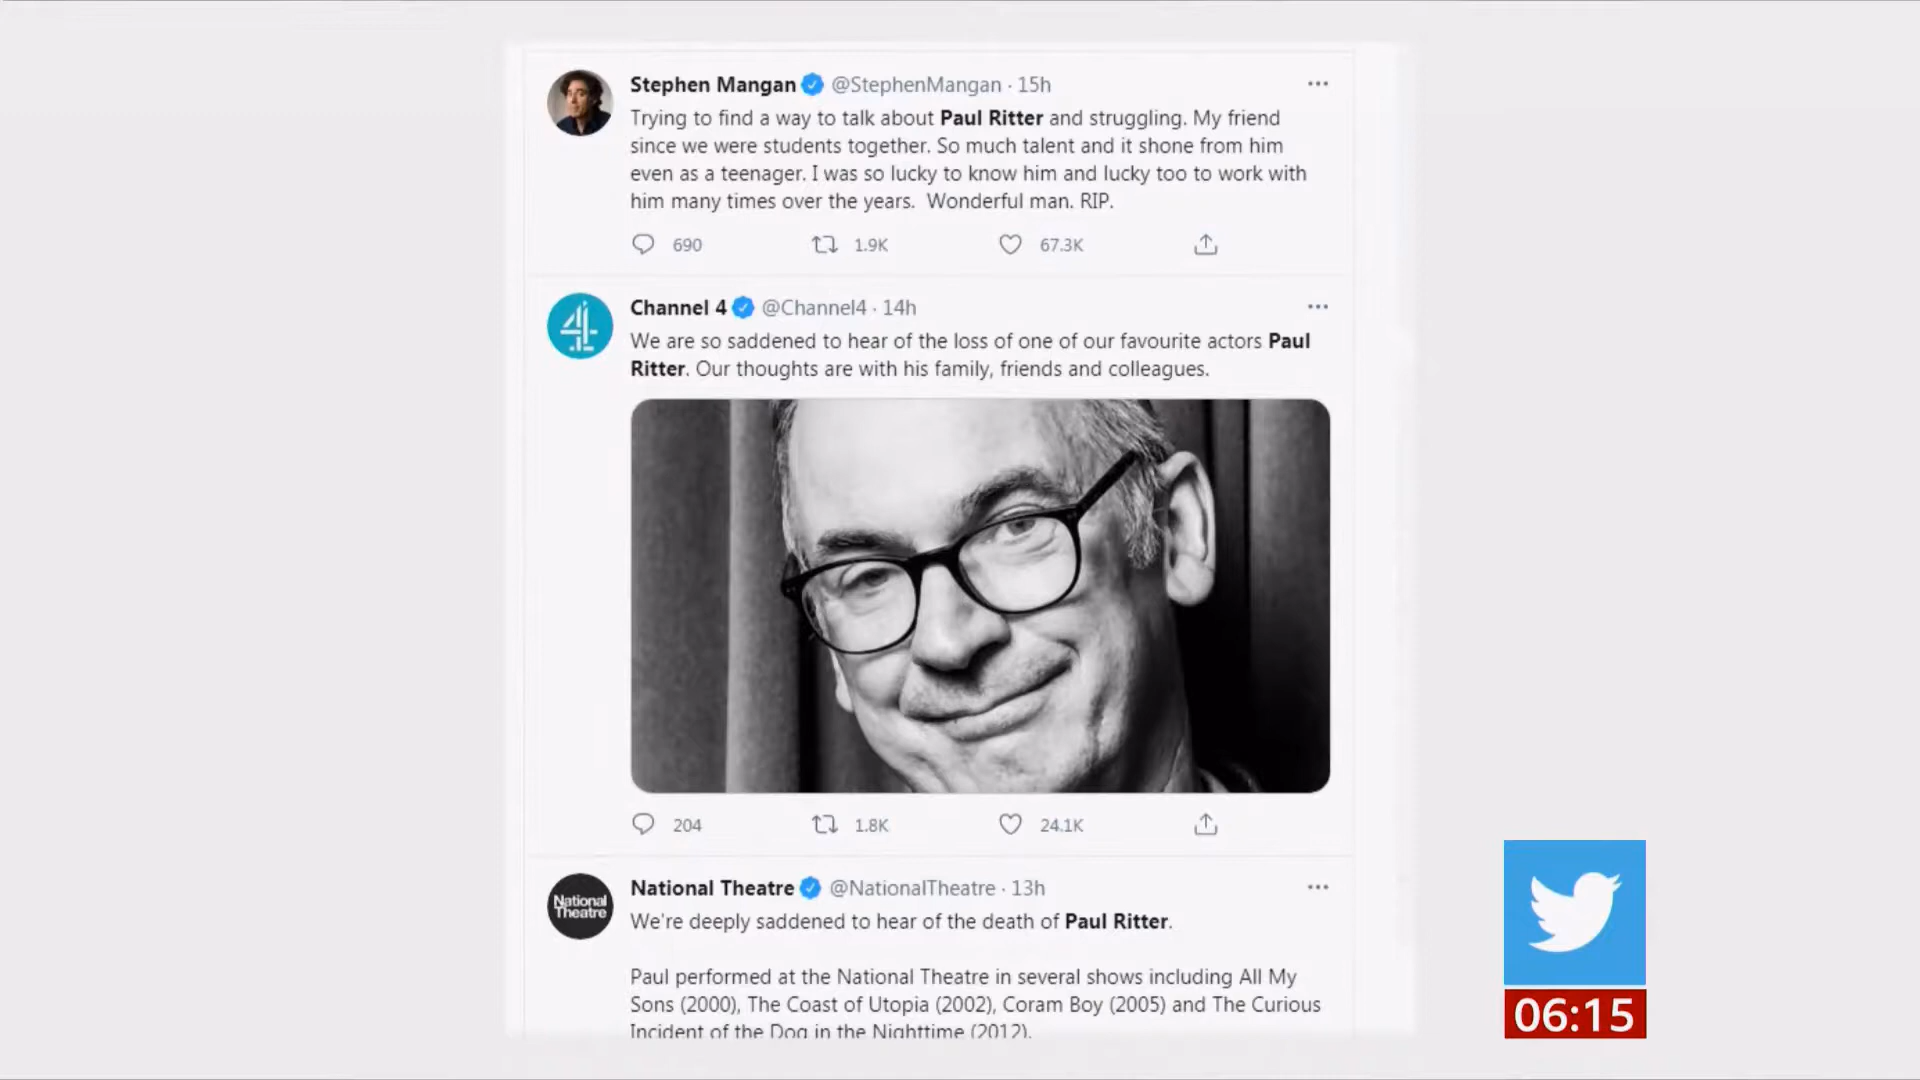 Stephen Mangan @StephenMangan · 15h
Trying to find a way to talk about Paul Ritter and struggling. My friend
since we were students together. So much talent and it shone from him
even as a teenager. I was so lucky to know him and lucky too to work with
him many times over the years.  Wonderful man. RIP.
690 1.9K 67.3K
Channel 4 @Channel4 · 14h
We are so saddened to hear of the loss of one of our favourite actors Paul
Ritter. Our thoughts are with his family, friends and colleagues.
204 1.8K 24.1K
National Theatre @NationalTheatre · 13h
National
Theatre
We're deeply saddened to hear of the death of Paul Ritter.
Paul performed at the National Theatre in several shows including All My
Sons (2000), The Coast of Utopia (2002), Coram Boy (2005) and The Curious
Incident of the Dog in the Nighttime (2012).
06:15